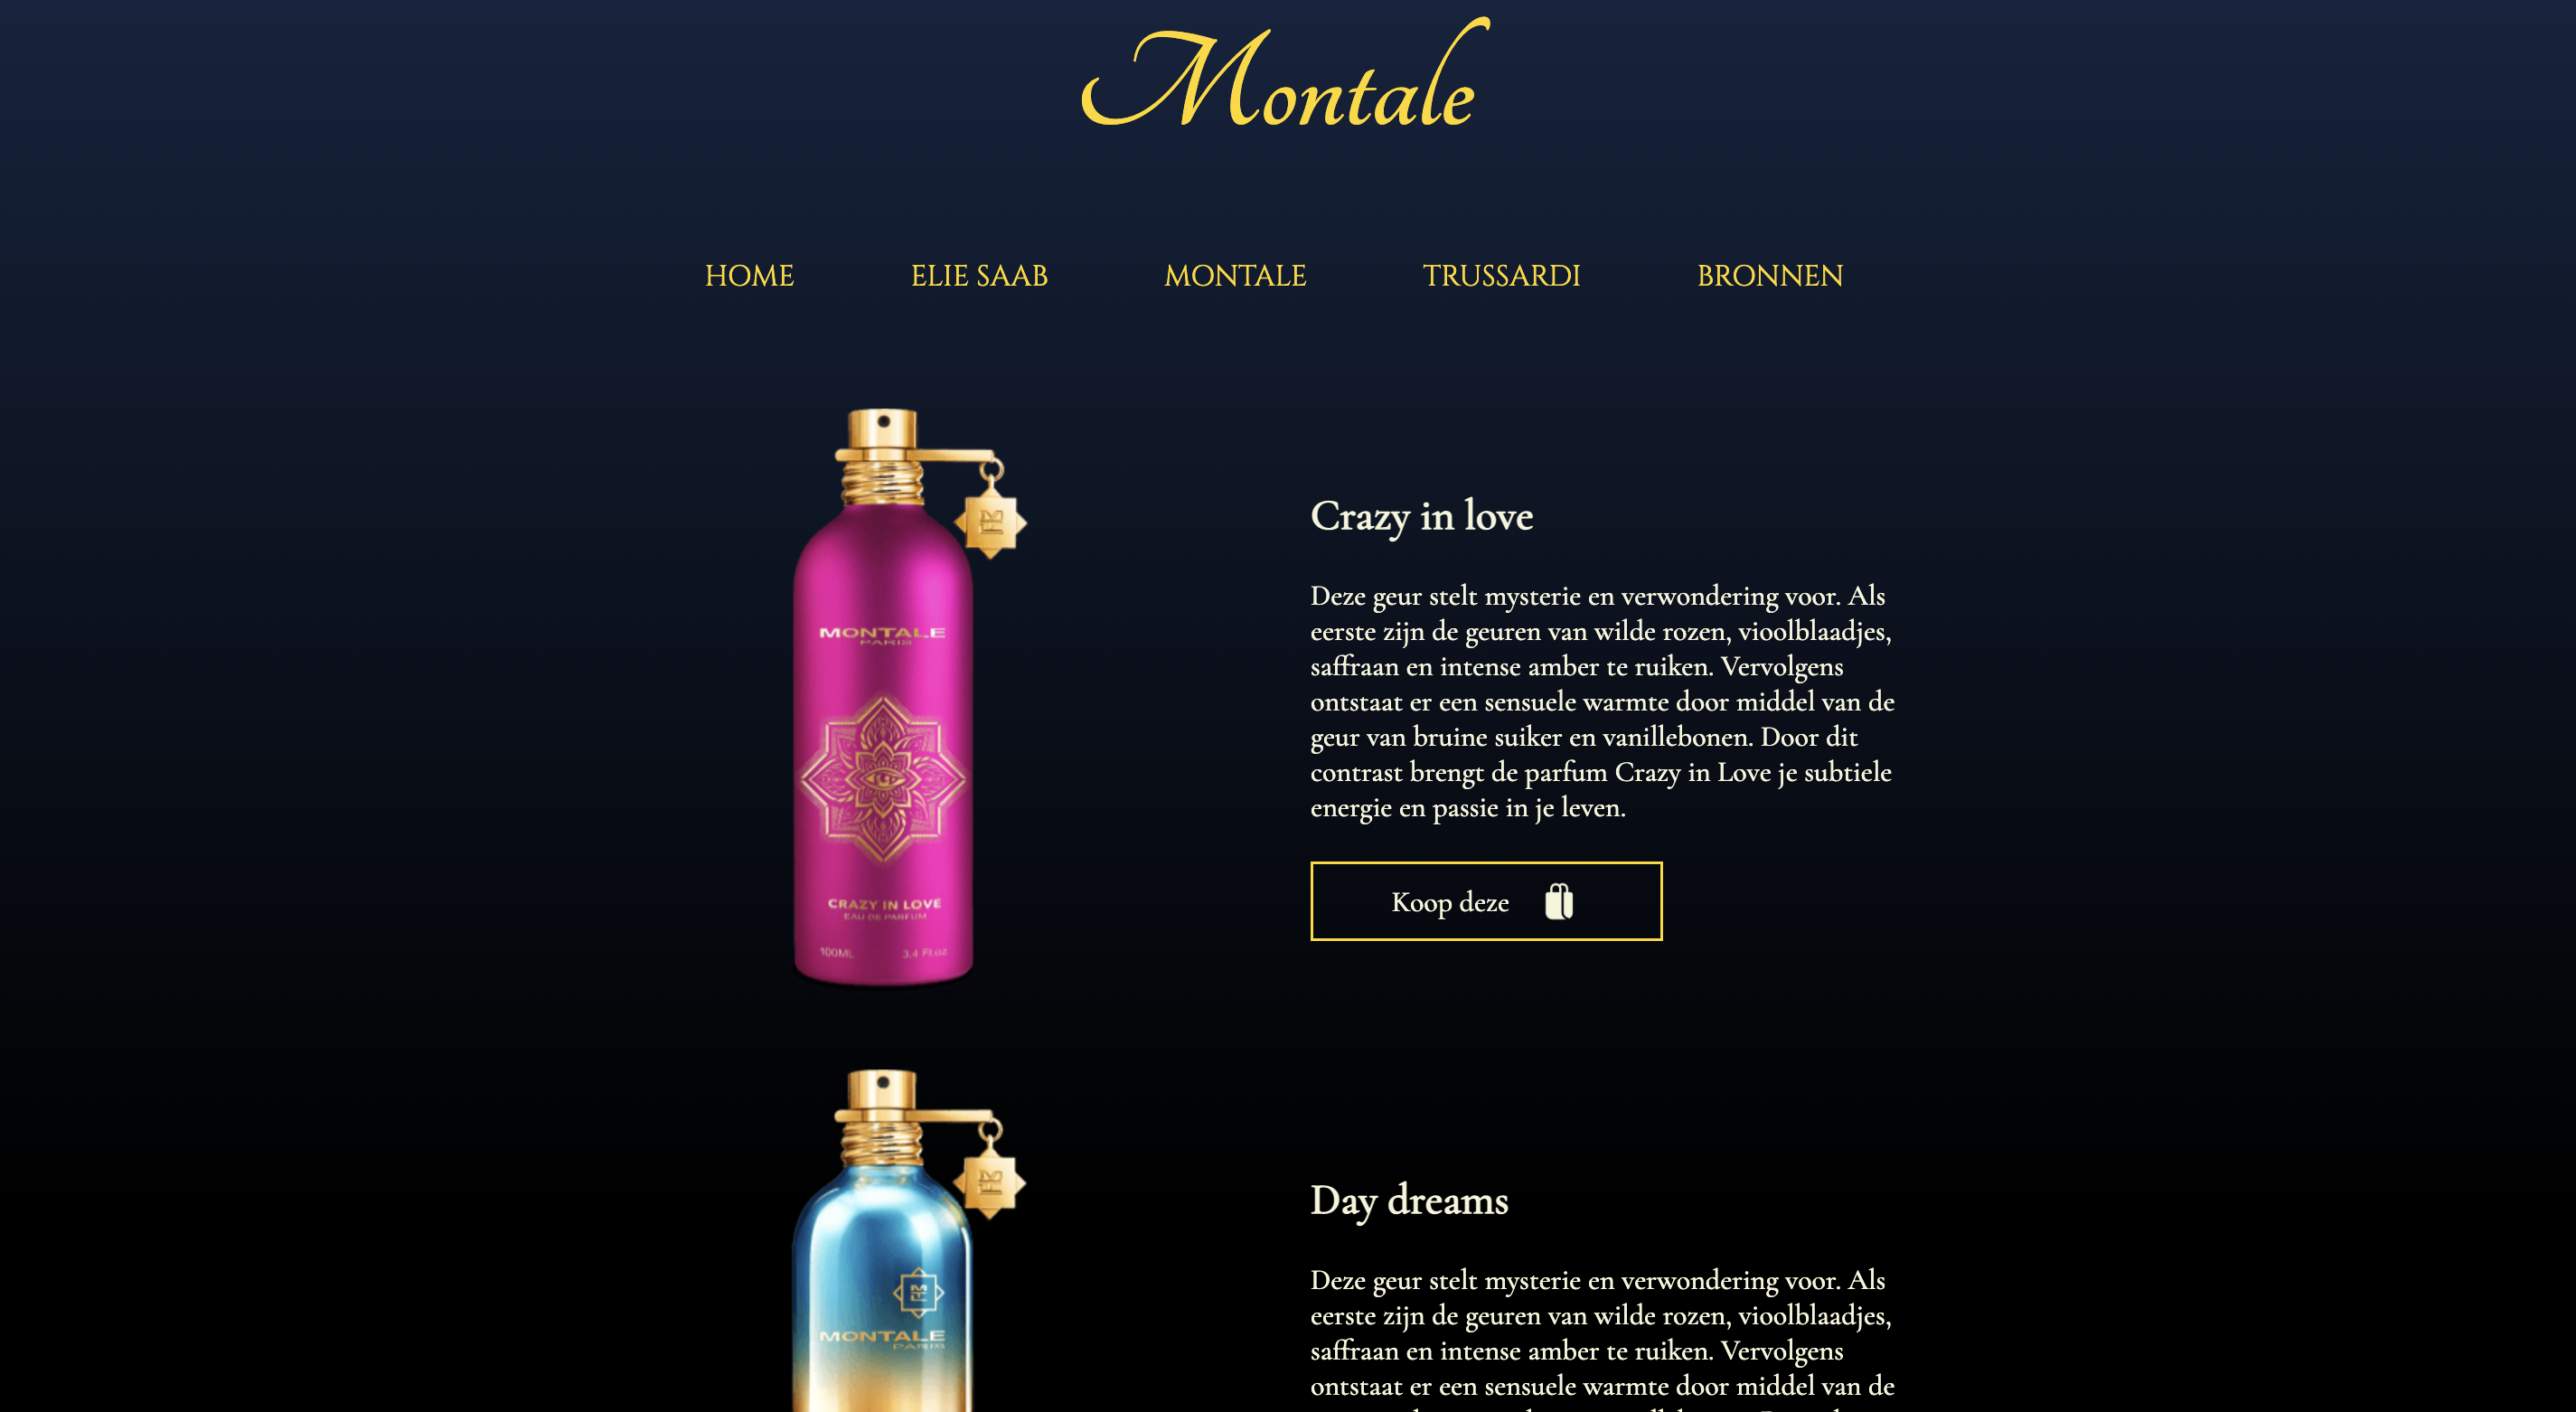 Montale
HOME ELIE SAAB MONTALE TRUSSARDI BRONNEN
MONTALE
PARIS
CRAZY IN LOVE
EAU DE PARFUM
100ML 3.4 Fl.oz
Crazy in love
Deze geur stelt mysterie en verwondering voor. Als
eerste zijn de geuren van wilde rozen, vioolblaadjes,
saffraan en intense amber te ruiken. Vervolgens
ontstaat er een sensuele warmte door middel van de
geur van bruine suiker en vanillebonen. Door dit
contrast brengt de parfum Crazy in Love je subtiele
energie en passie in je leven.
Koop deze
MONTALE
PARIS
Day dreams
Deze geur stelt mysterie en verwondering voor. Als
eerste zijn de geuren van wilde rozen, vioolblaadjes,
saffraan en intense amber te ruiken. Vervolgens
ontstaat er een sensuele warmte door middel van de